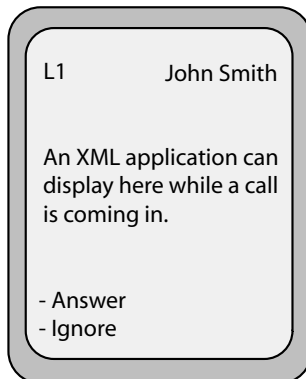 L1 John Smith
An XML application can
display here while a call
is coming in.
- Answer
- Ignore